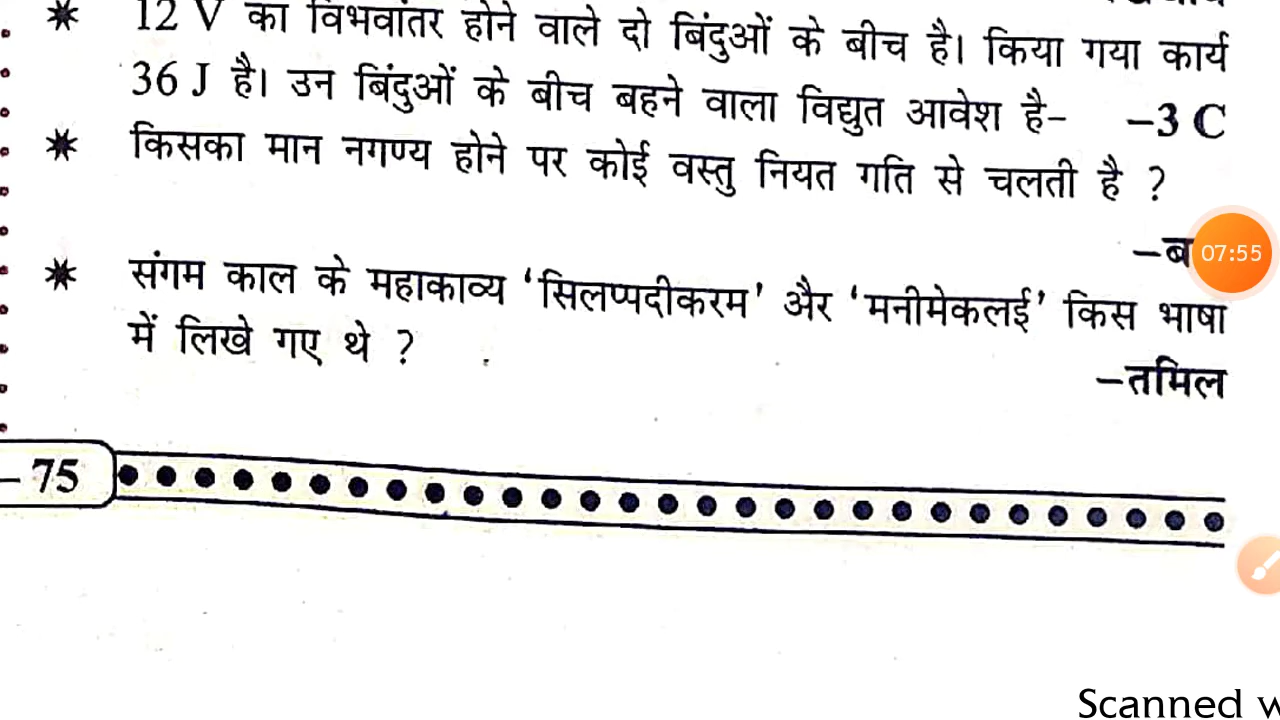 * 12 V का विभवांतर होने वाले दो बिंदुओं के बीच है। किया गया कार्य
36 J है। उन बिंदुओं के बीच बहने वाला विद्युत आवेश है- –3 C
* किसका मान नगण्य होने पर कोई वस्तु नियत गति से चलती है ?
07:55
* संगम काल के महाकाव्य ‘सिलप्पदीकरम’ और ‘मनीमेकलई’ किस भाषा
में लिखे गए थे ?
–तमिल
– 75
Scanned